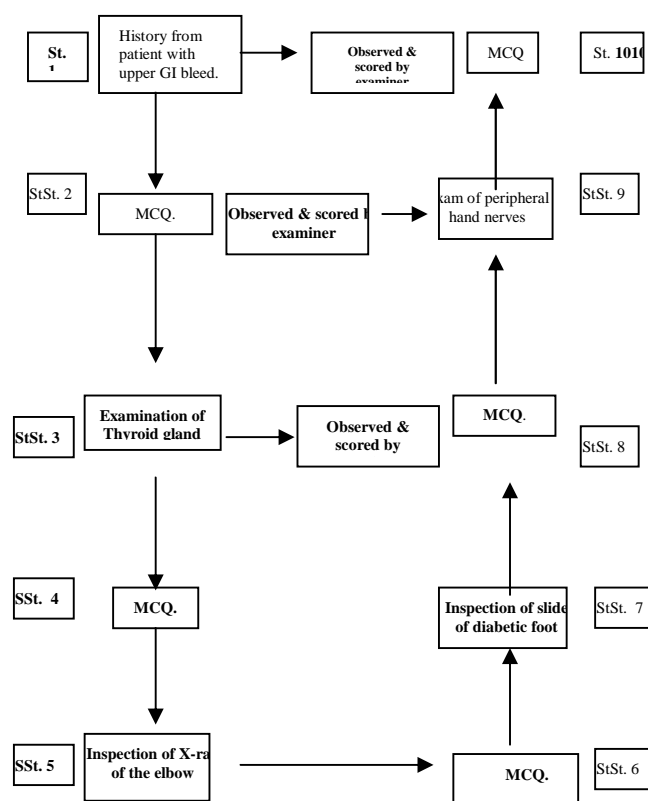 St.
History from
patient with
upper GI bleed.
Observed &
scored by
examiner
MCQ
St. 1010
StSt. 2
MCQ.
Observed & scored b
examiner
xam of peripheral
hand nerves
StSt. 9
StSt. 3
Examination of
Thyroid gland
Observed &
scored by
MCQ.
StSt. 8
SSt. 4
MCQ.
Inspection of slide
of diabetic foot
StSt. 7
SSt. 5
Inspection of X-ra
of the elbow
MCQ.
StSt. 6